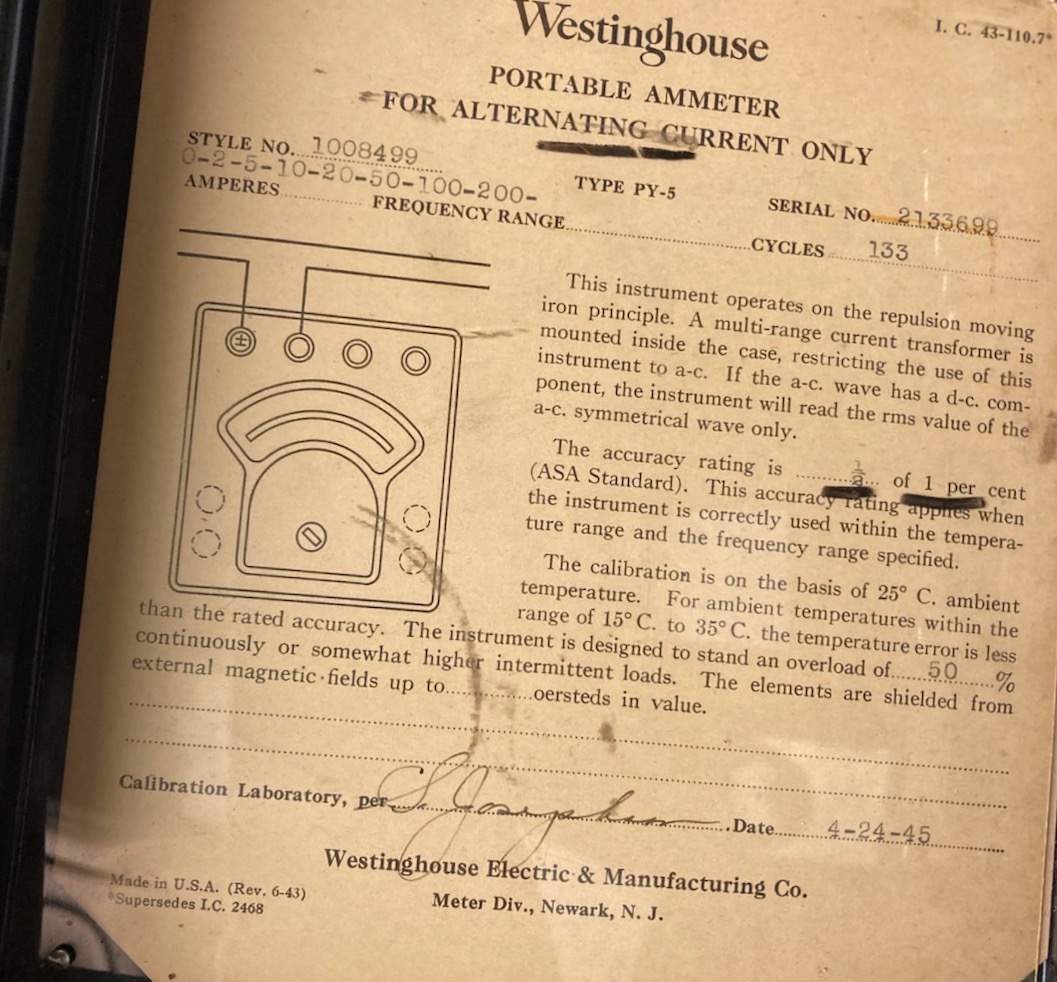 Westinghouse
I. C. 43-110.7*
PORTABLE AMMETER
FOR ALTERNATING CURRENT ONLY
STYLE NO. 1008499
0-2-5-10-20-50-100-200-
TYPE PY-5
SERIAL NO. 2133699
AMPERES FREQUENCY RANGE CYCLES 133
This instrument operates on the repulsion moving
iron principle. A multi-range current transformer is
mounted inside the case, restricting the use of this
instrument to a-c. If the a-c. wave has a d-c. com-
ponent, the instrument will read the rms value of the
a-c. symmetrical wave only.
±
The accuracy rating is of 1 per cent
(ASA Standard). This accuracy rating applies when
the instrument is correctly used within the tempera-
ture range and the frequency range specified.
The calibration is on the basis of 25° C. ambient
temperature. For ambient temperatures within the
range of 15° C. to 35° C. the temperature error is less
than the rated accuracy. The instrument is designed to stand an overload of 50 %
continuously or somewhat higher intermittent loads. The elements are shielded from
external magnetic fields up to oersteds in value.
Calibration Laboratory, per Date 4-24-45
Westinghouse Electric & Manufacturing Co.
Made in U.S.A. (Rev. 6-43)
*Supersedes I.C. 2468
Meter Div., Newark, N. J.